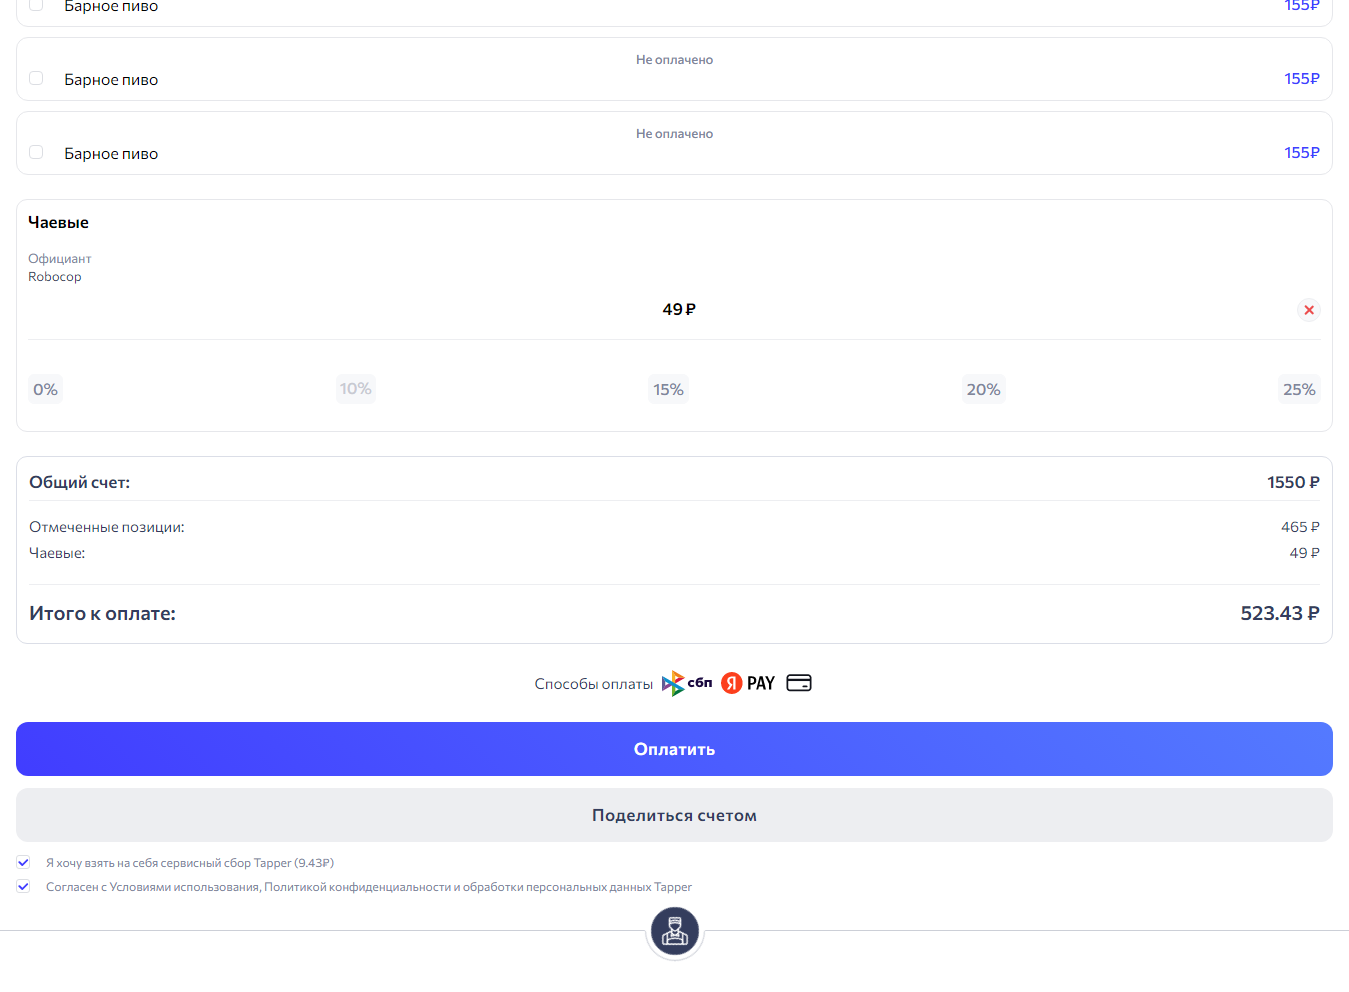 Барное пиво 155₽
Не оплачено
Барное пиво 155₽
Не оплачено
Барное пиво 155₽
Чаевые
Официант
Robocop
49 ₽
0% 10% 15% 20% 25%
Общий счет: 1550 ₽
Отмеченные позиции: 465 ₽
Чаевые: 49 ₽
Итого к оплате: 523.43 ₽
Способы оплаты сбп Я PAY
Оплатить
Поделиться счетом
Я хочу взять на себя сервисный сбор Tapper (9.43₽)
Согласен с Условиями использования, Политикой конфиденциальности и обработки персональных данных Tapper